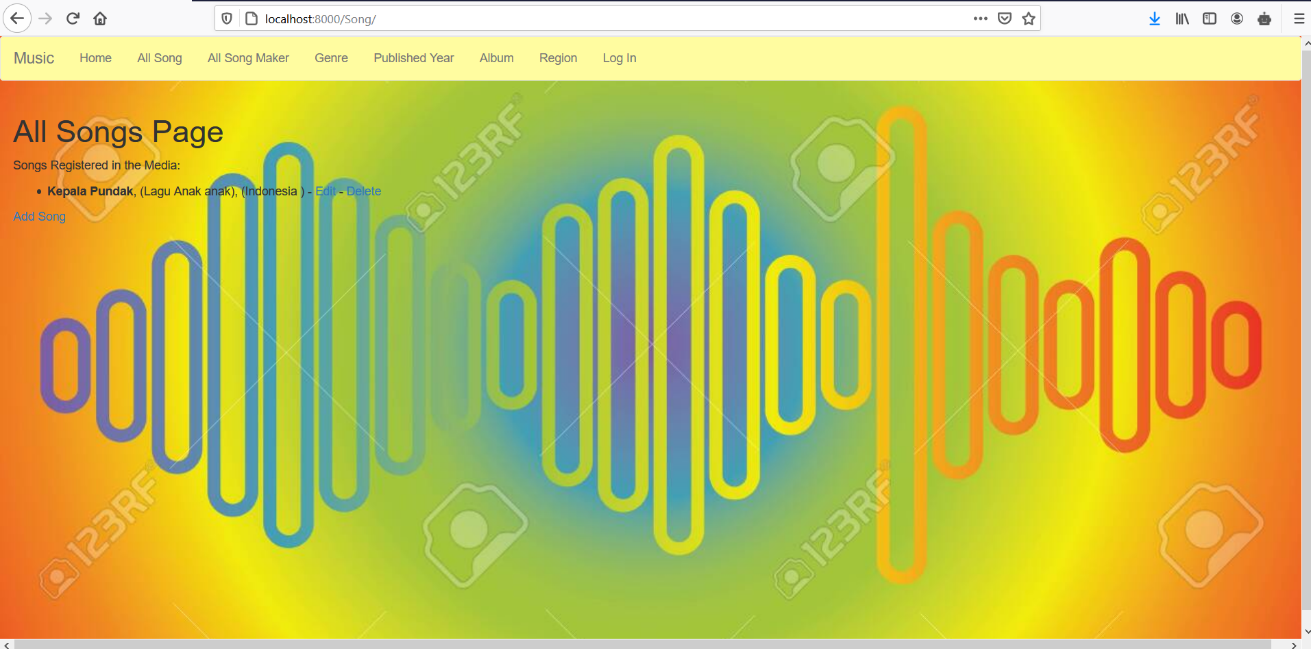 localhost:8000/Song/
Music Home All Song All Song Maker Genre Published Year Album Region Log In
All Songs Page
Songs Registered in the Media:
• Kepala Pundak, (Lagu Anak anak), (Indonesia ) - Edit - Delete
Add Song
123RF
123RF
123RF
123RF
123RF